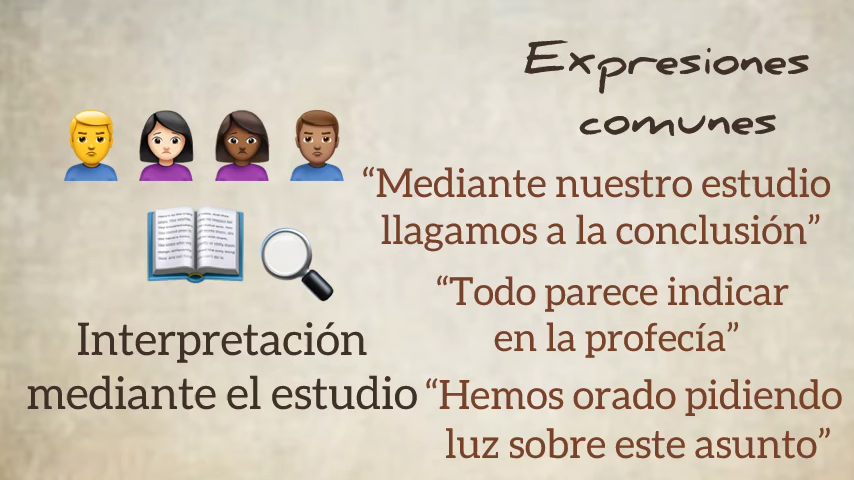 Expresiones
comunes
“Mediante nuestro estudio
llagamos a la conclusión”
“Todo parece indicar
en la profecía”
“Hemos orado pidiendo
luz sobre este asunto”
Interpretación
mediante el estudio